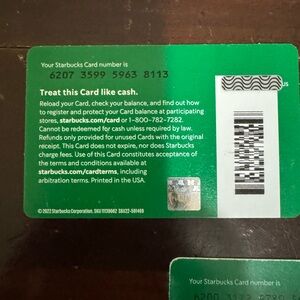 Your Starbucks Card number is
6207 3599 5963 8113
US
Treat this Card like cash.
Reload your Card, check your balance, and find out how
to register and protect your Card balance at participating
stores, starbucks.com/card or 1-800-782-7282.
Cannot be redeemed for cash unless required by law.
Refunds only provided for unused Cards with the original
receipt. This Card does not expire, nor does Starbucks
charge fees. Use of this Card constitutes acceptance of
the terms and conditions available at
starbucks.com/cardterms, including
arbitration terms. Printed in the USA.
© 2022 Starbucks Corporation.
Your Starbucks Card number is